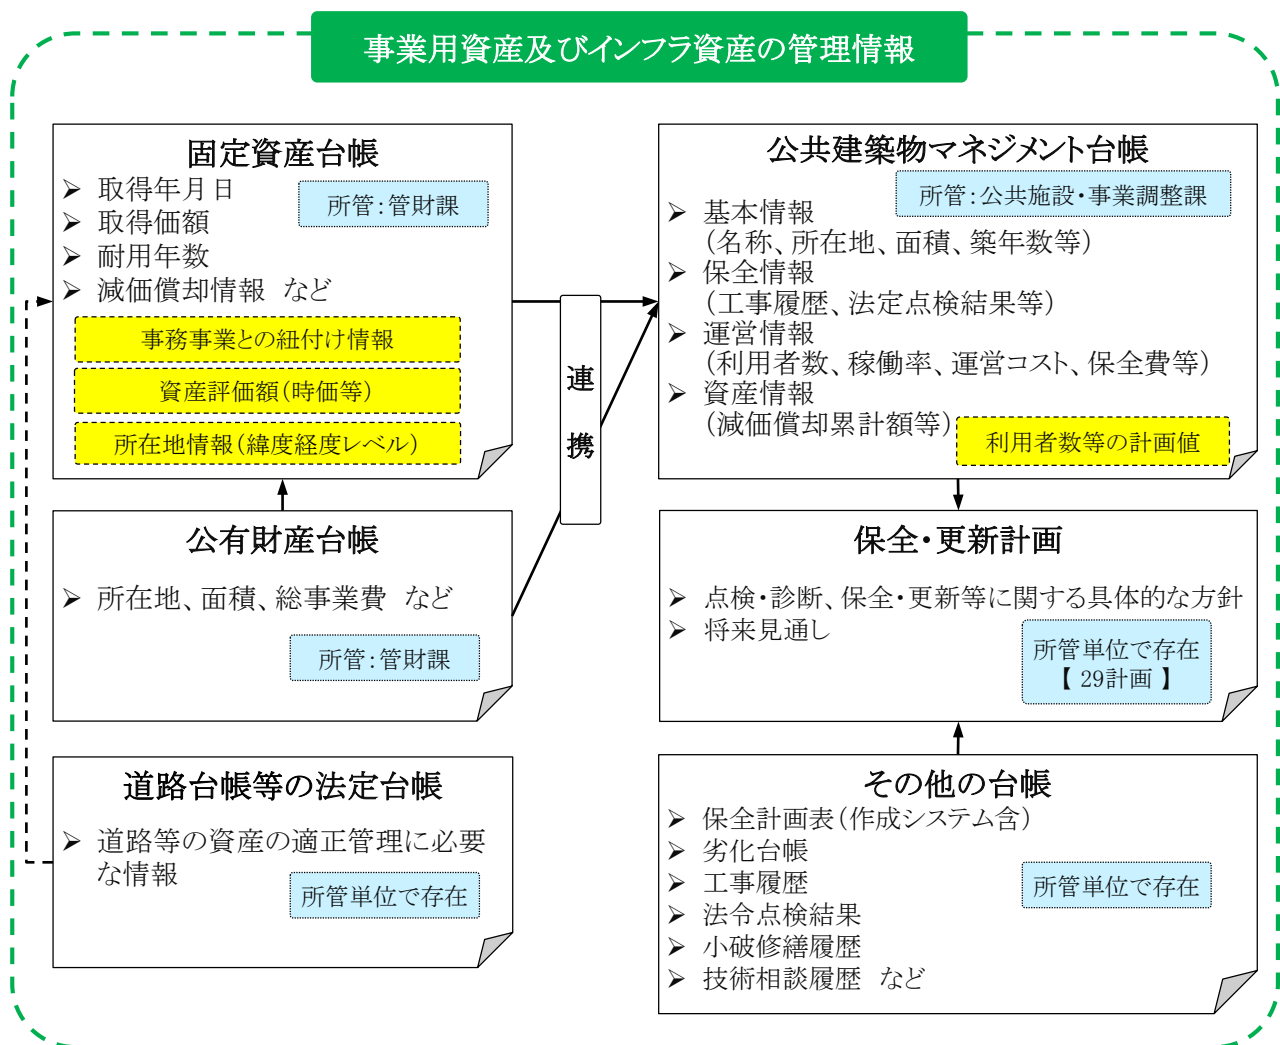 事業用資産及びインフラ資産の管理情報
固定資産台帳
➢ 取得年月日
➢ 取得価額
➢ 耐用年数
➢ 減価償却情報 など
所管：管財課
事務事業との紐付け情報
資産評価額（時価等）
所在地情報（緯度経度レベル）
公有財産台帳
➢ 所在地、面積、総事業費 など
所管：管財課
道路台帳等の法定台帳
➢ 道路等の資産の適正管理に必要
な情報
所管単位で存在
連
携
公共建築物マネジメント台帳
所管：公共施設・事業調整課
➢ 基本情報
（名称、所在地、面積、築年数等）
➢ 保全情報
（工事履歴、法定点検結果等）
➢ 運営情報
（利用者数、稼働率、運営コスト、保全費等）
➢ 資産情報
（減価償却累計額等）
利用者数等の計画値
保全・更新計画
➢ 点検・診断、保全・更新等に関する具体的な方針
➢ 将来見通し
所管単位で存在
【 29計画 】
その他の台帳
➢ 保全計画表（作成システム含）
➢ 劣化台帳
➢ 工事履歴
➢ 法令点検結果
➢ 小破修繕履歴
➢ 技術相談履歴 など
所管単位で存在